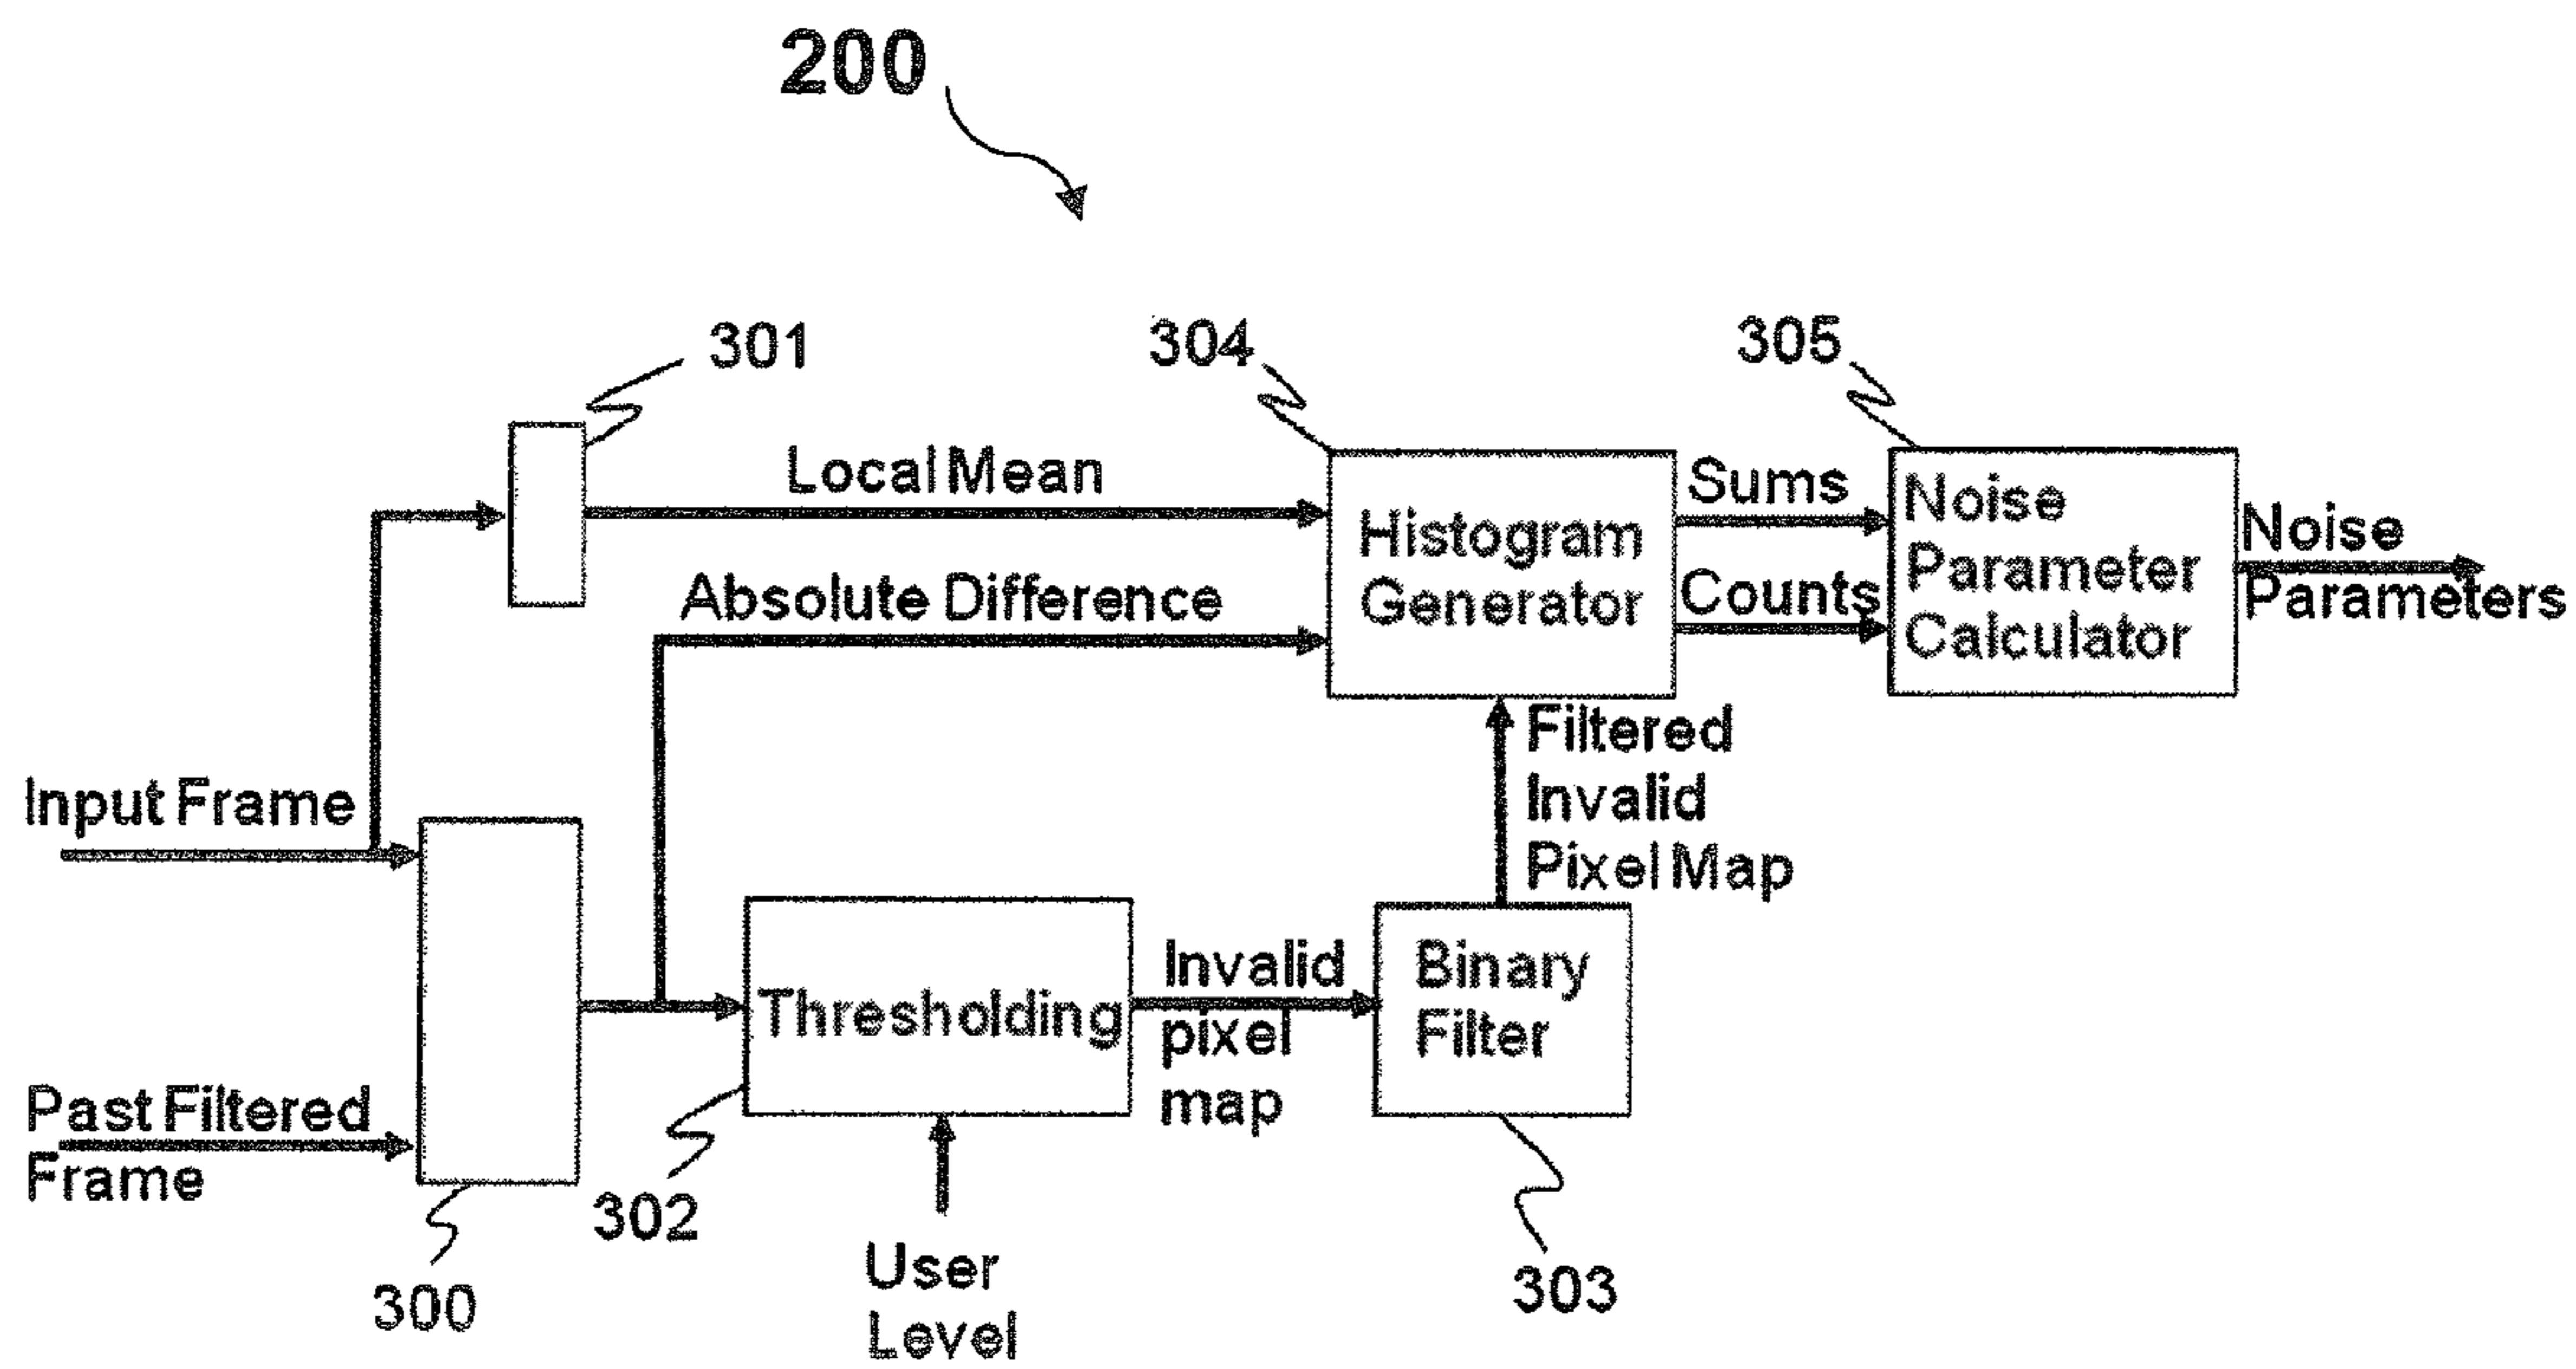 200
301
304
305
Local Mean
Absolute Difference
Histogram
Generator
Sums
Counts
Noise
Parameter
Calculator
Noise
Parameters
Input Frame
Past Filtered
Frame
300
Thresholding
302
User
Level
Invalid
pixel
map
Binary
Filter
303
Filtered
Invalid
Pixel Map